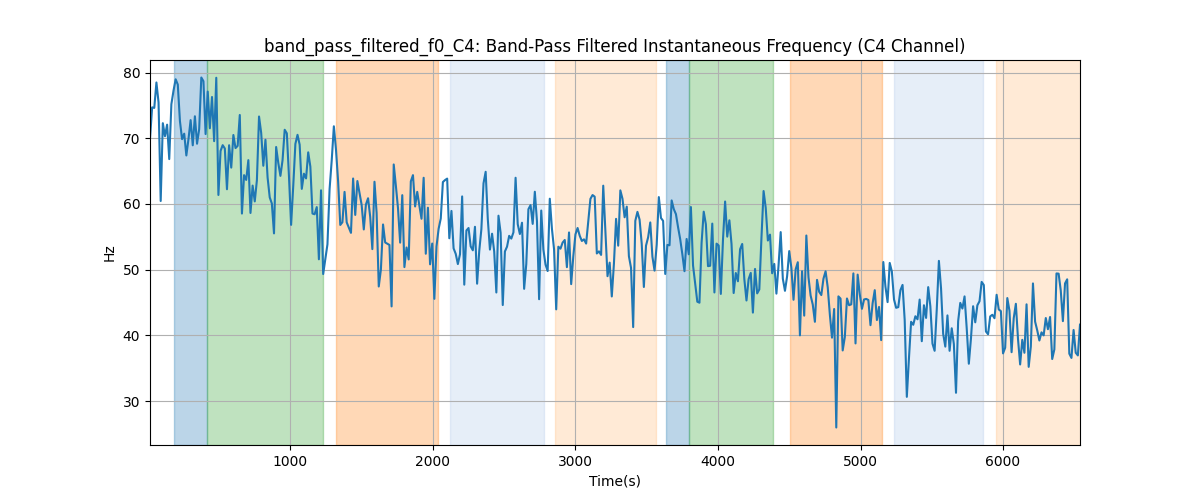 band_pass_filtered_f0_C4: Band-Pass Filtered Instantaneous Frequency (C4 Channel)
80
70
60
50
40
30
Hz
1000 2000 3000 4000 5000 6000
Time(s)